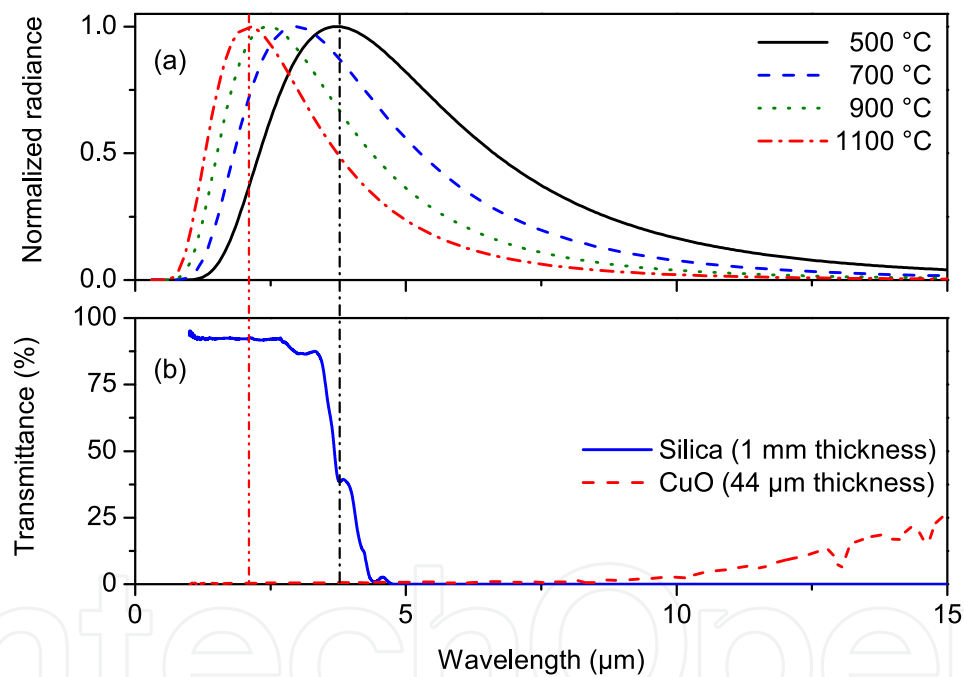 Normalized radiance
1.0
0.5
0.0
(a)
500 °C
700 °C
900 °C
1100 °C
Transmittance (%)
100
75
50
25
0
(b)
Silica (1 mm thickness)
CuO (44 µm thickness)
0 5 10 15
Wavelength (µm)
ntechOpe